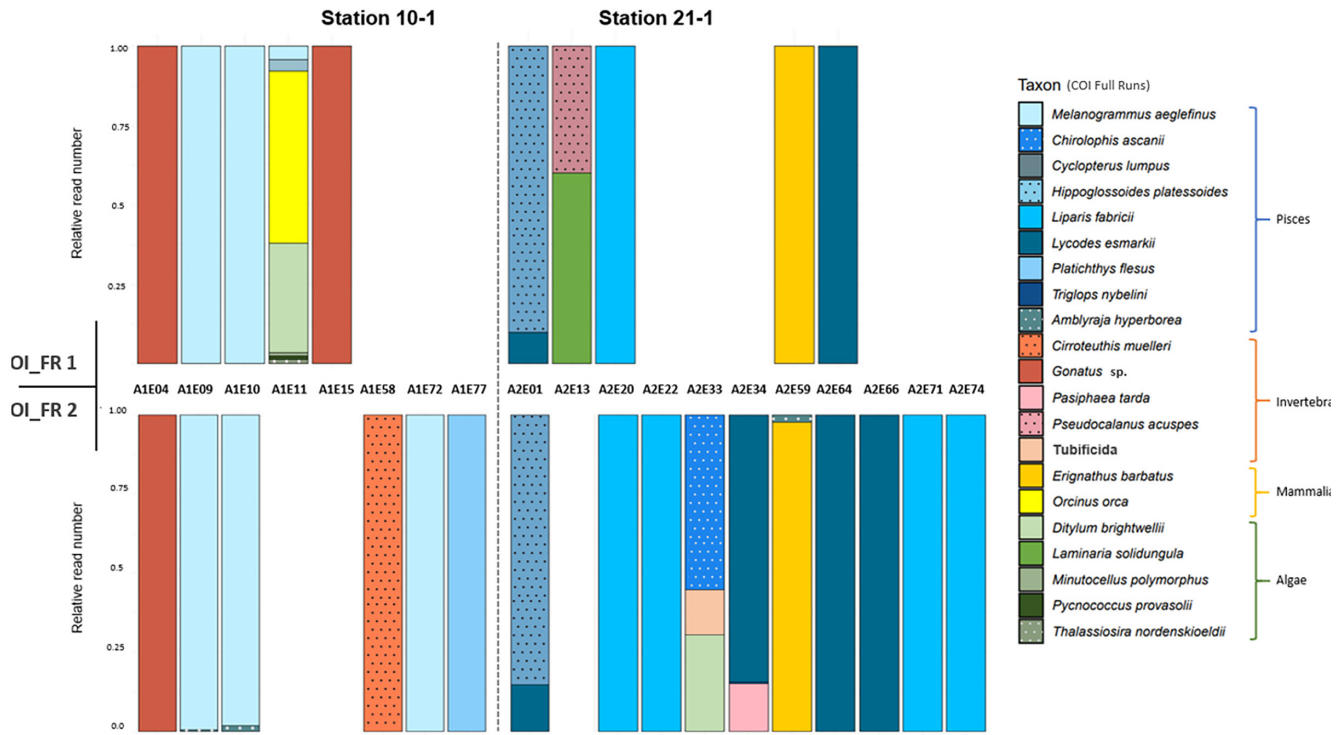 Station 10-1
Station 21-1
1.00
0.75
0.5
0.25
Relative read number
OI_FR 1
OI_FR 2
A1E04 A1E09 A1E10 A1E11 A1E15 A1E58 A1E72 A1E77 A2E01 A2E13 A2E20 A2E22 A2E33 A2E34 A2E59 A2E64 A2E66 A2E71 A2E74
1.00
0.75
0.5
0.25
0.0
Relative read number
Taxon (COI Full Runs)
Melanogrammus aeglefinus
Chirolophis ascanii
Cyclopterus lumpus
Hippoglossoides platessoides
Liparis fabricii
Lycodes esmarkii
Platichthys flesus
Triglops nybelini
Amblyraja hyperborea
Cirroteuthis muelleri
Gonatus sp.
Pasiphaea tarda
Pseudocalanus acuspes
Tubificida
Erignathus barbatus
Orcinus orca
Ditylum brightwellii
Laminaria solidungula
Minutocellus polymorphus
Pycnococcus provasolii
Thalassiosira nordenskioeldii
Pisces
Invertebra
Mammalia
Algae